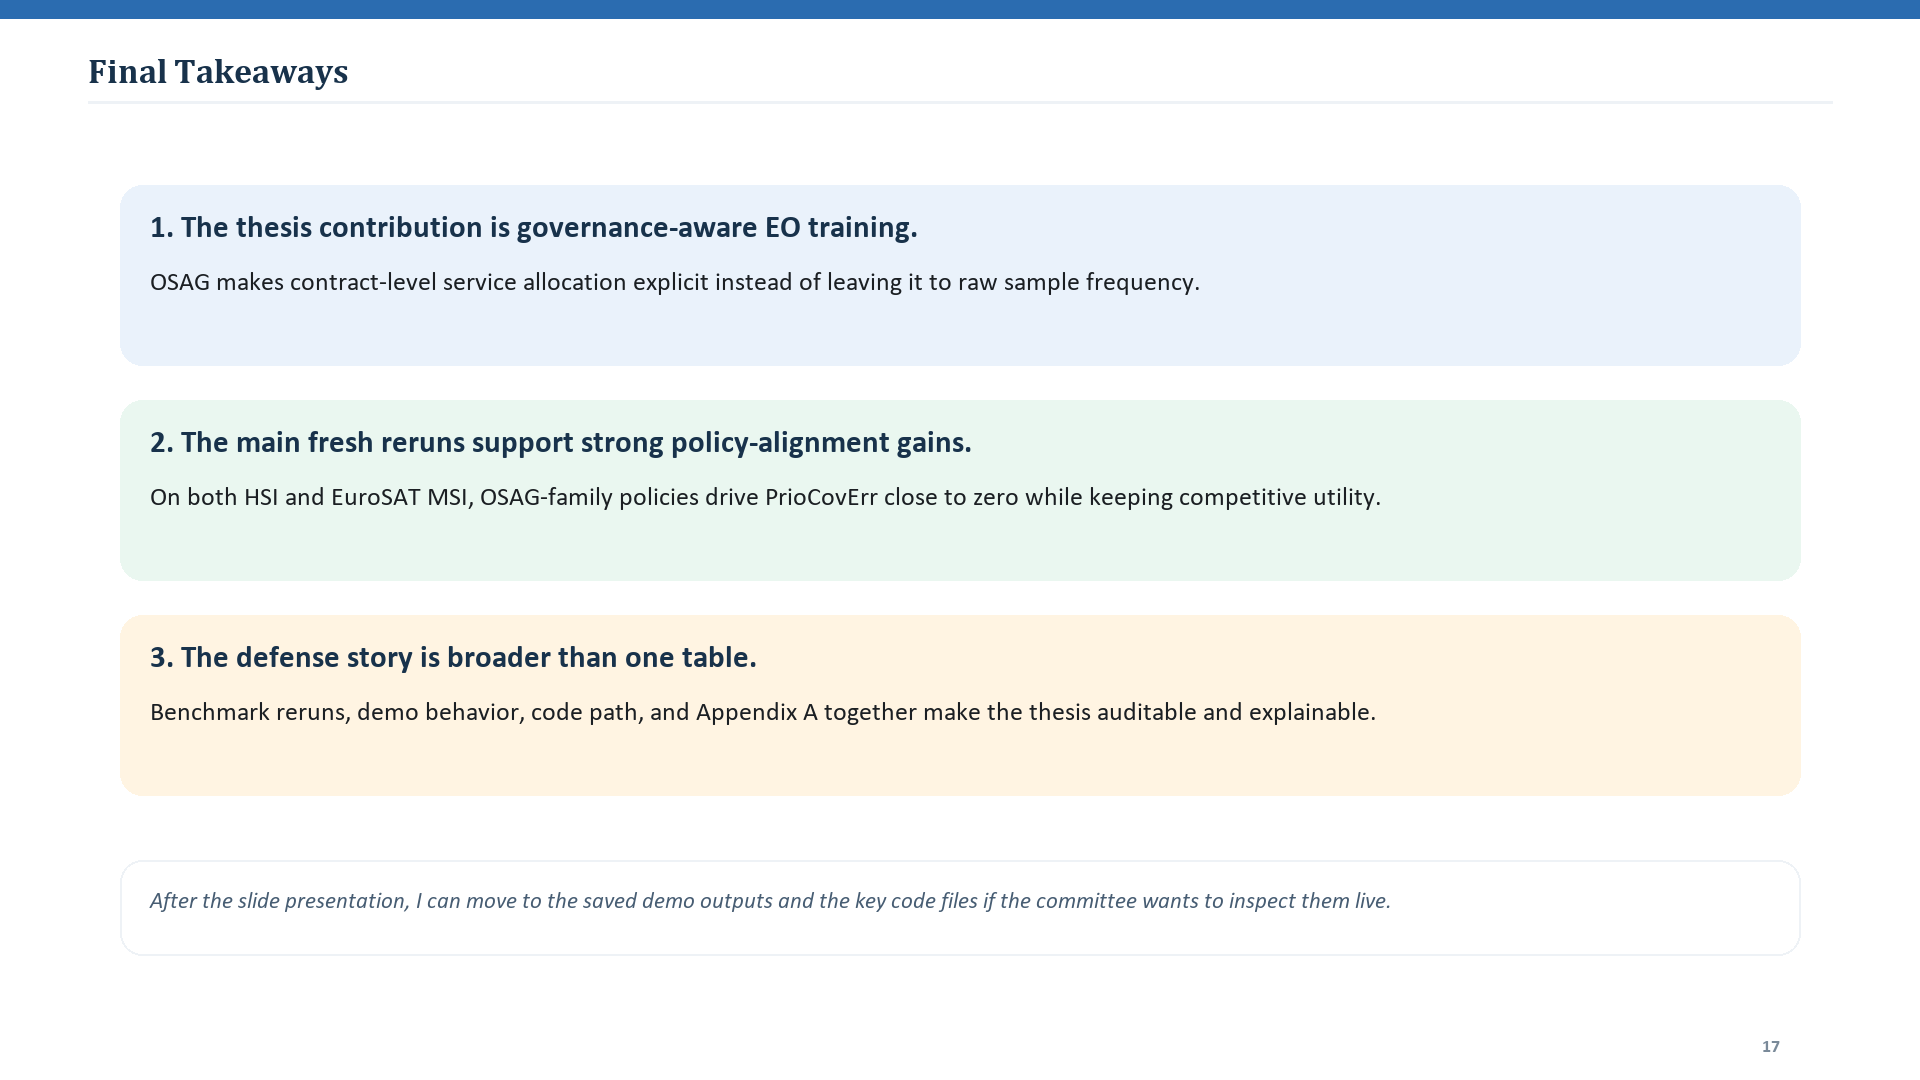 Final Takeaways
1. The thesis contribution is governance-aware EO training.
OSAG makes contract-level service allocation explicit instead of leaving it to raw sample frequency.
2. The main fresh reruns support strong policy-alignment gains.
On both HSI and EuroSAT MSI, OSAG-family policies drive PrioCovErr close to zero while keeping competitive utility.
3. The defense story is broader than one table.
Benchmark reruns, demo behavior, code path, and Appendix A together make the thesis auditable and explainable.
After the slide presentation, I can move to the saved demo outputs and the key code files if the committee wants to inspect them live.
17